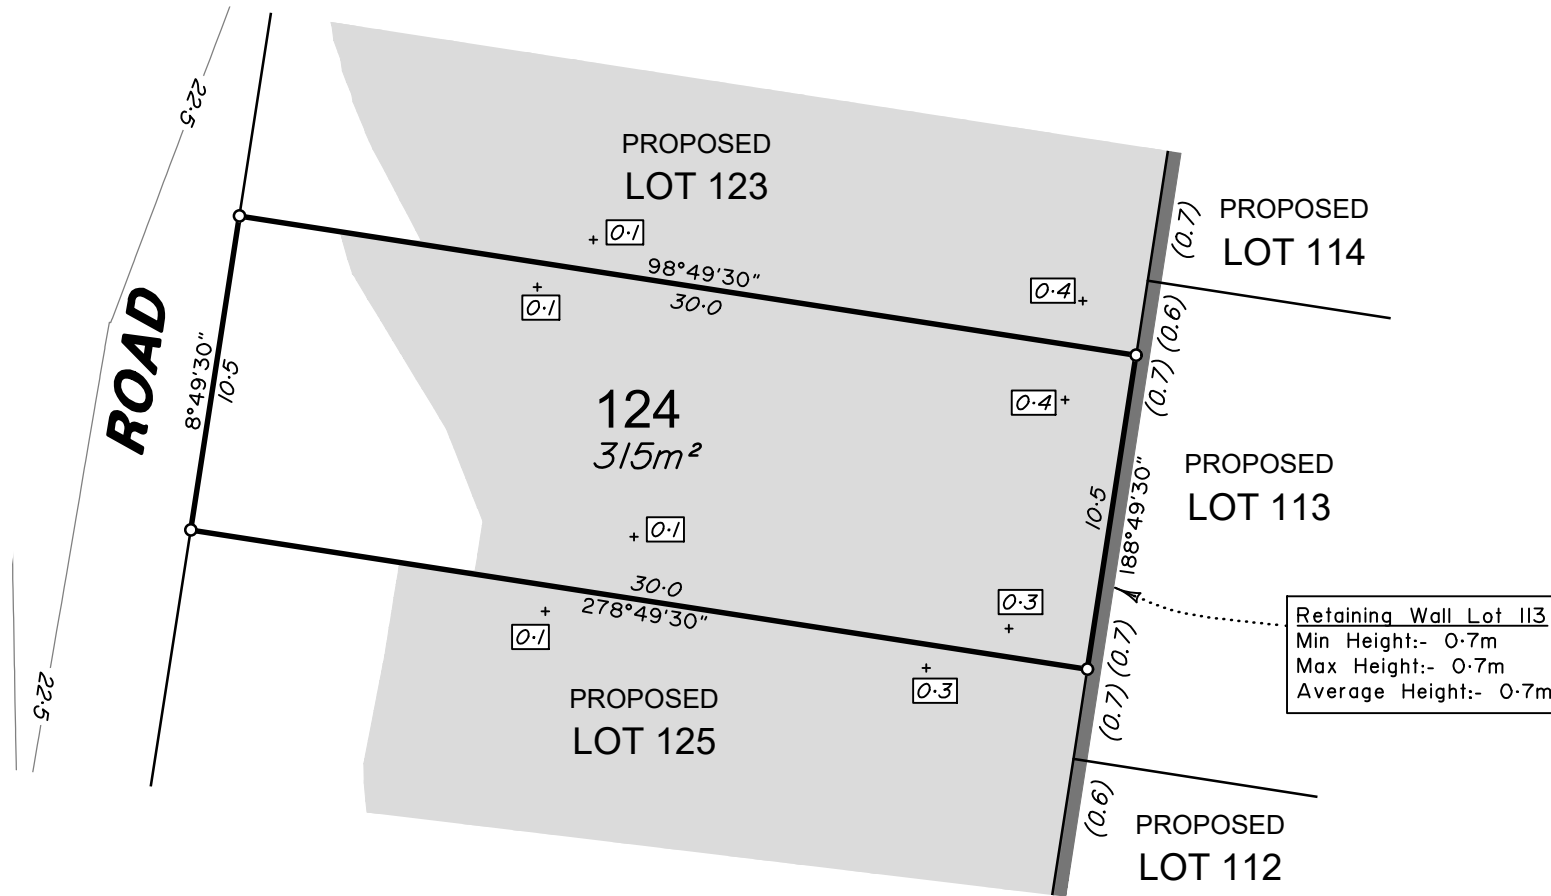 22·5
PROPOSED
LOT 123
0·1
98°49'30"
30·0
0·1
0·4
(0.7)
PROPOSED
LOT 114
(0.6)
ROAD
8°49'30"
10·5
124
315m²
0·4
(0.7)
PROPOSED
LOT 113
10·5
188°49'30"
0·1
30·0
278°49'30"
0·1
0·3
0·3
(0.7)
(0.7)
Retaining Wall Lot 113
Min Height:- 0·7m
Max Height:- 0·7m
Average Height:- 0·7m
22·5
PROPOSED
LOT 125
(0.6)
PROPOSED
LOT 112